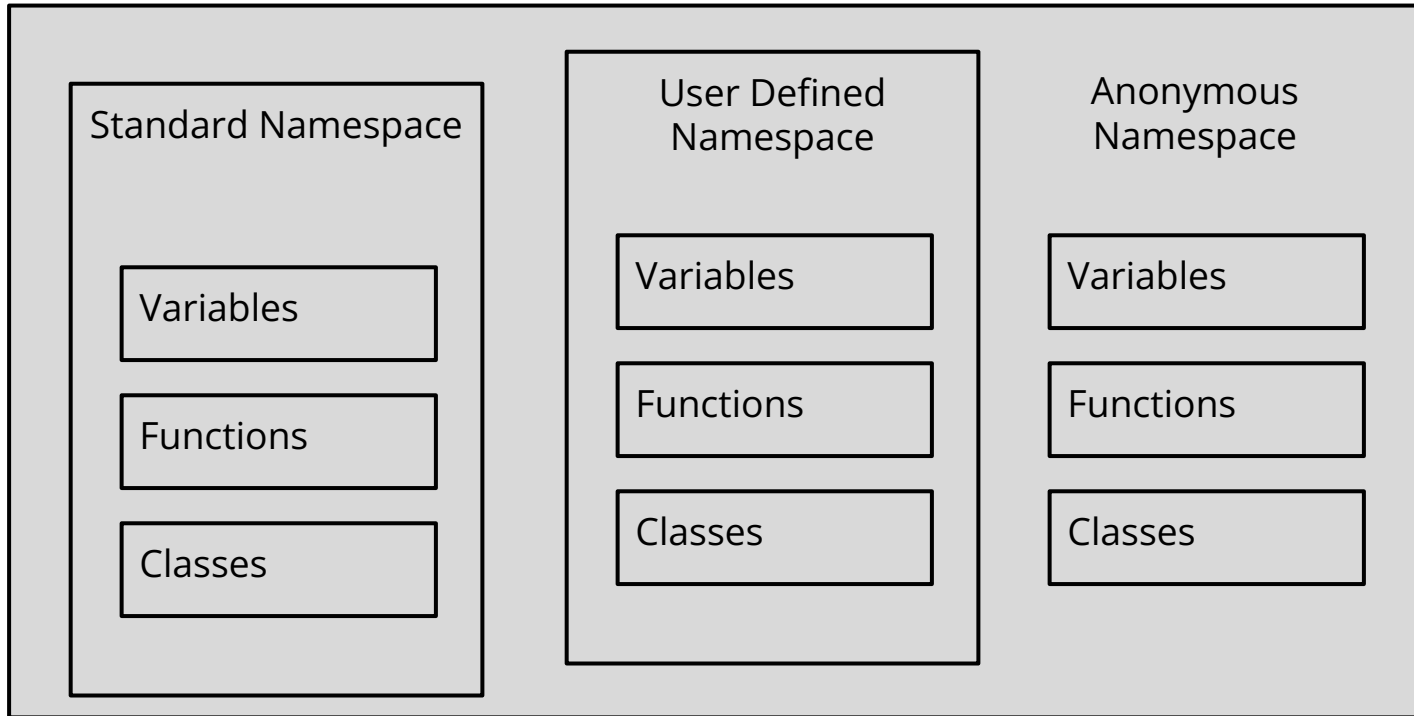 Standard Namespace
Variables
Functions
Classes
User Defined
Namespace
Variables
Functions
Classes
Anonymous
Namespace
Variables
Functions
Classes